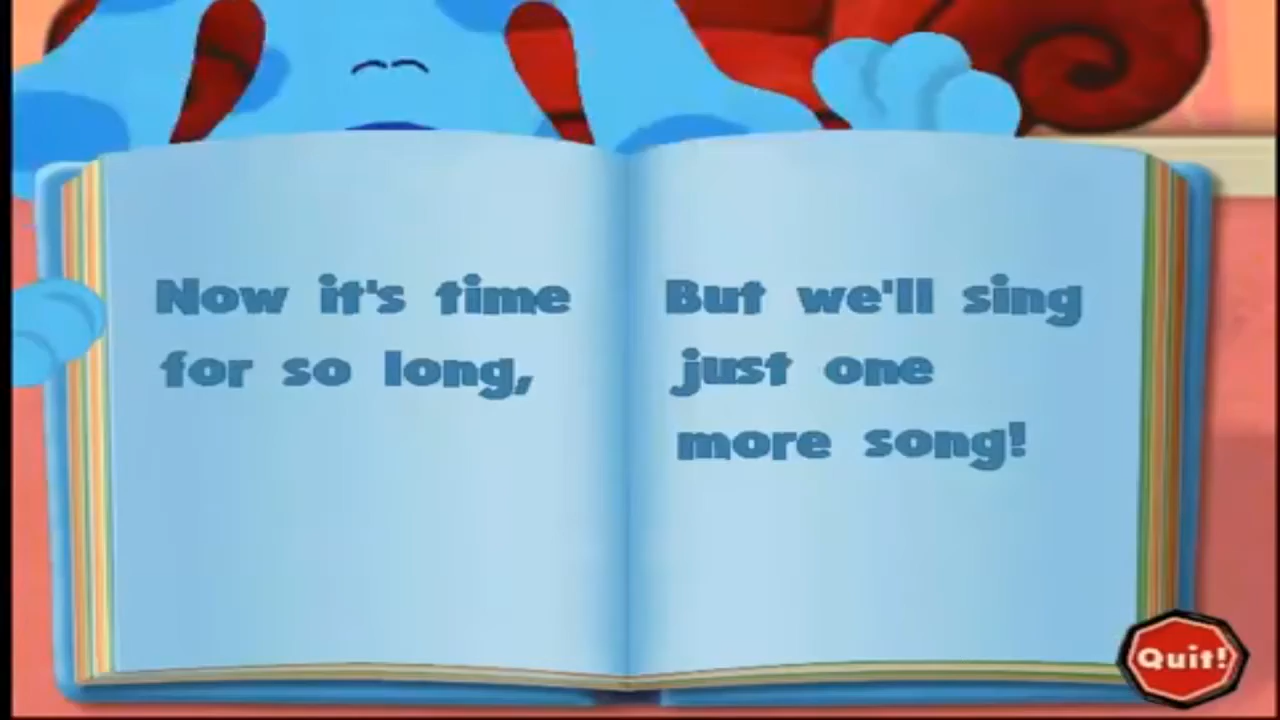 Now it's time
for so long,
But we'll sing
just one
more song!
Quit!